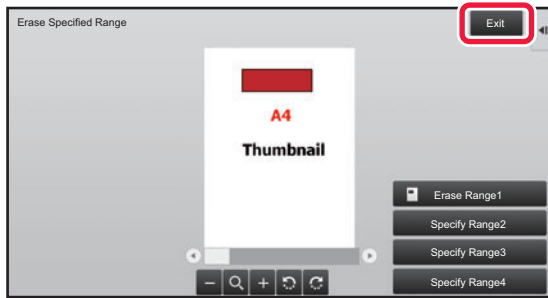 Erase Specified Range
Exit
A4
Thumbnail
Erase Range1
Specify Range2
Specify Range3
Specify Range4